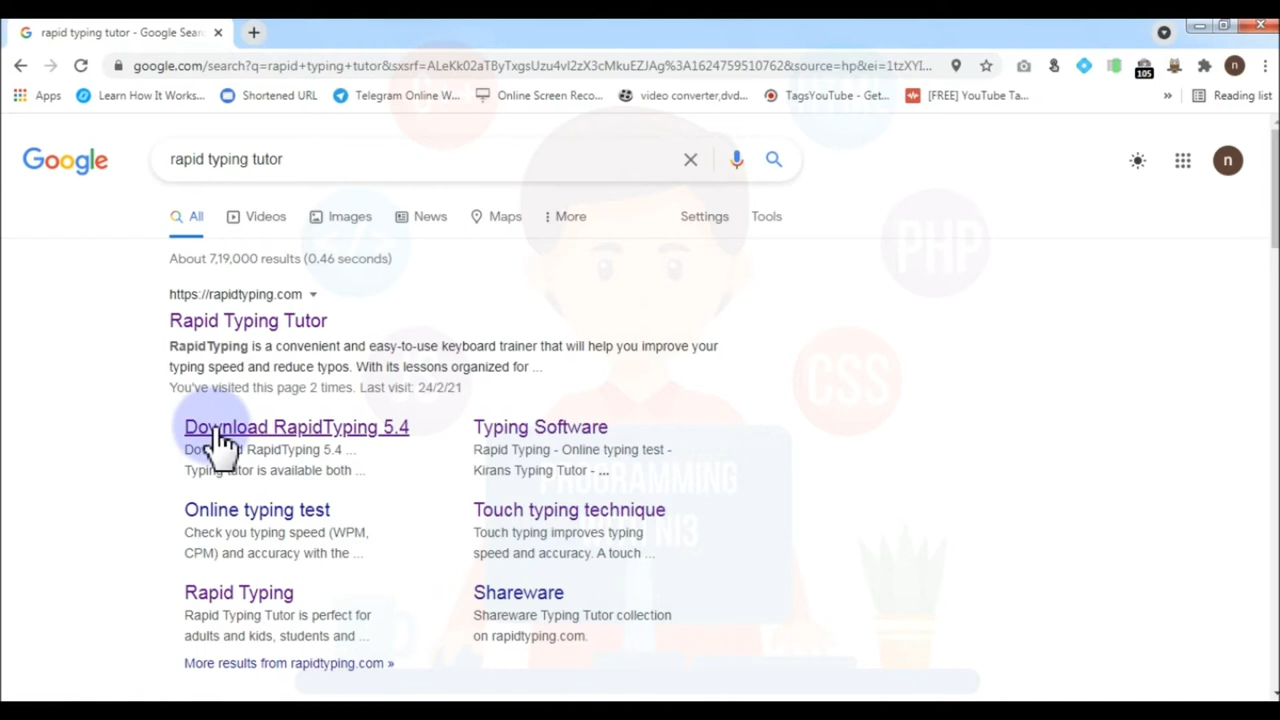 rapid typing tutor - Google Sear
google.com/search?q=rapid+typing+tutor&sxsrf=ALeKk02aTByTxgsUzu4vI2zX3cMkuEZJAg%3A1624759510762&source=hp&ei=1tzXYI...
105
n
Apps
Learn How It Works...
Shortened URL
Telegram Online W...
Online Screen Reco...
video converter,dvd...
TagsYouTube - Get...
[FREE] YouTube Ta...
»
Reading list
Google
rapid typing tutor
n
All
Videos
Images
News
Maps
More
Settings
Tools
About 7,19,000 results (0.46 seconds)
PHP
https://rapidtyping.com
Rapid Typing Tutor
RapidTyping is a convenient and easy-to-use keyboard trainer that will help you improve your
typing speed and reduce typos. With its lessons organized for ...
You've visited this page 2 times. Last visit: 24/2/21
CSS
Download RapidTyping 5.4
RapidTyping 5.4 ...
Typing tutor is available both ...
Typing Software
Rapid Typing - Online typing test -
Kirans Typing Tutor - ...
PROGRAMMING
NI3
Online typing test
Check you typing speed (WPM,
CPM) and accuracy with the ...
Touch typing technique
Touch typing improves typing
speed and accuracy. A touch ...
Rapid Typing
Rapid Typing Tutor is perfect for
adults and kids, students and ...
Shareware
Shareware Typing Tutor collection
on rapidtyping.com.
More results from rapidtyping.com »